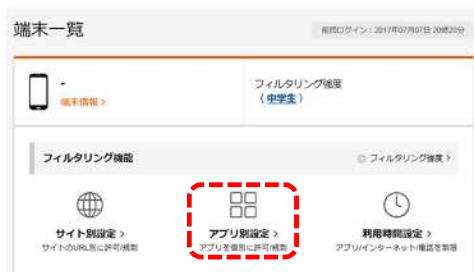 端末一覧
前回ログイン：2017年07月07日 20時20分
-
端末情報 >
フィルタリング強度
（中学生）
フィルタリング機能
フィルタリング強度 >
サイト別設定 >
サイトのURL別に許可/規制
アプリ別設定 >
アプリを個別に許可/規制
利用時間設定 >
アプリ/インターネット/電話を制限